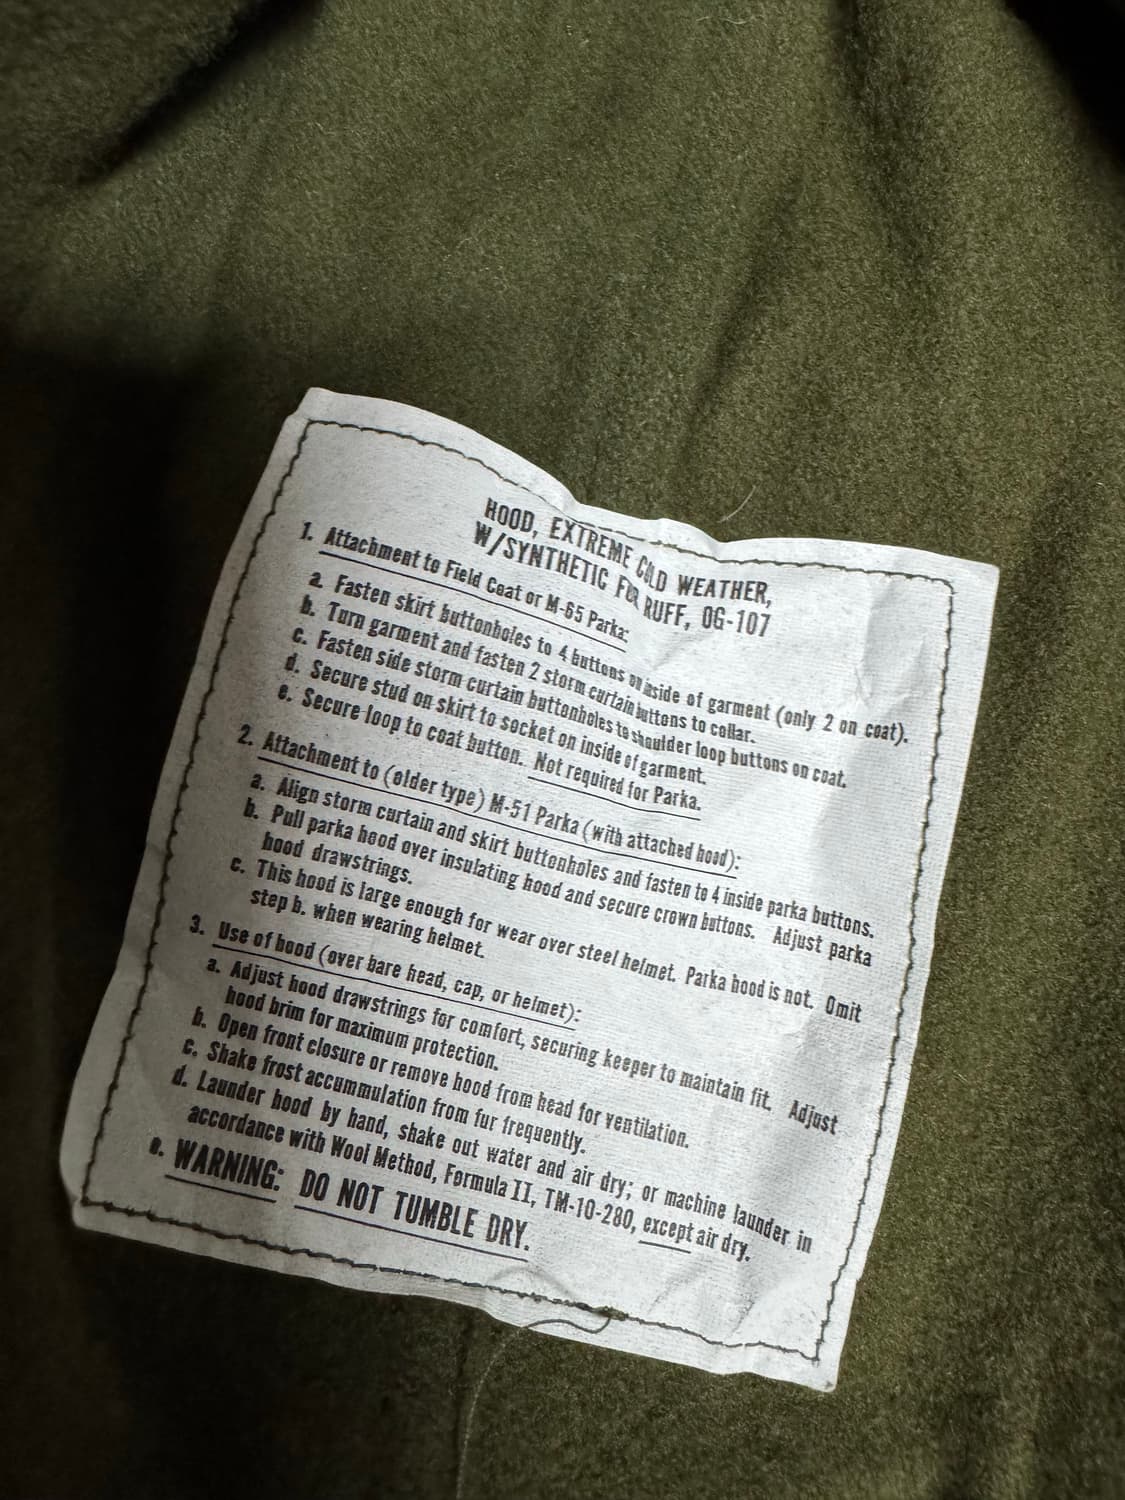 HOOD, EXTREME COLD WEATHER,
W/SYNTHETIC FUR RUFF, OG-107
1. Attachment to Field Coat or M-65 Parka:
a. Fasten skirt buttonholes to 4 buttons on inside of garment (only 2 on coat).
b. Turn garment and fasten 2 storm curtain buttons to collar.
c. Fasten side storm curtain buttonholes to shoulder loop buttons on coat.
d. Secure stud on skirt to socket on inside of garment.
e. Secure loop to coat button. Not required for Parka.
2. Attachment to (older type) M-51 Parka (with attached hood):
a. Align storm curtain and skirt buttonholes and fasten to 4 inside parka buttons.
b. Pull parka hood over insulating hood and secure crown buttons. Adjust parka
hood drawstrings.
c. This hood is large enough for wear over steel helmet. Parka hood is not. Omit
step b. when wearing helmet.
3. Use of hood (over bare head, cap, or helmet):
a. Adjust hood drawstrings for comfort, securing keeper to maintain fit. Adjust
hood brim for maximum protection.
b. Open front closure or remove hood from head for ventilation.
c. Shake frost accummulation from fur frequently.
d. Launder hood by hand, shake out water and air dry; or machine launder in
accordance with Wool Method, Formula II, TM-10-280, except air dry.
e. WARNING: DO NOT TUMBLE DRY.